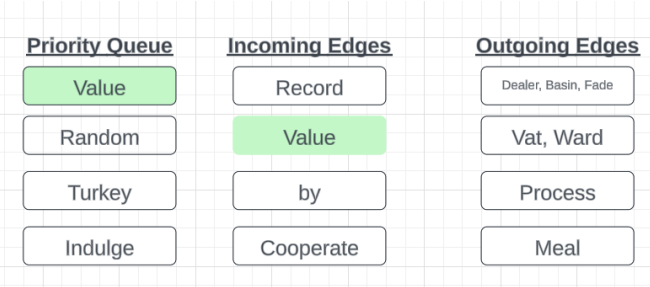 Priority Queue Incoming Edges Outgoing Edges
Value Record Dealer, Basin, Fade
Random Value Vat, Ward
Turkey by Process
Indulge Cooperate Meal